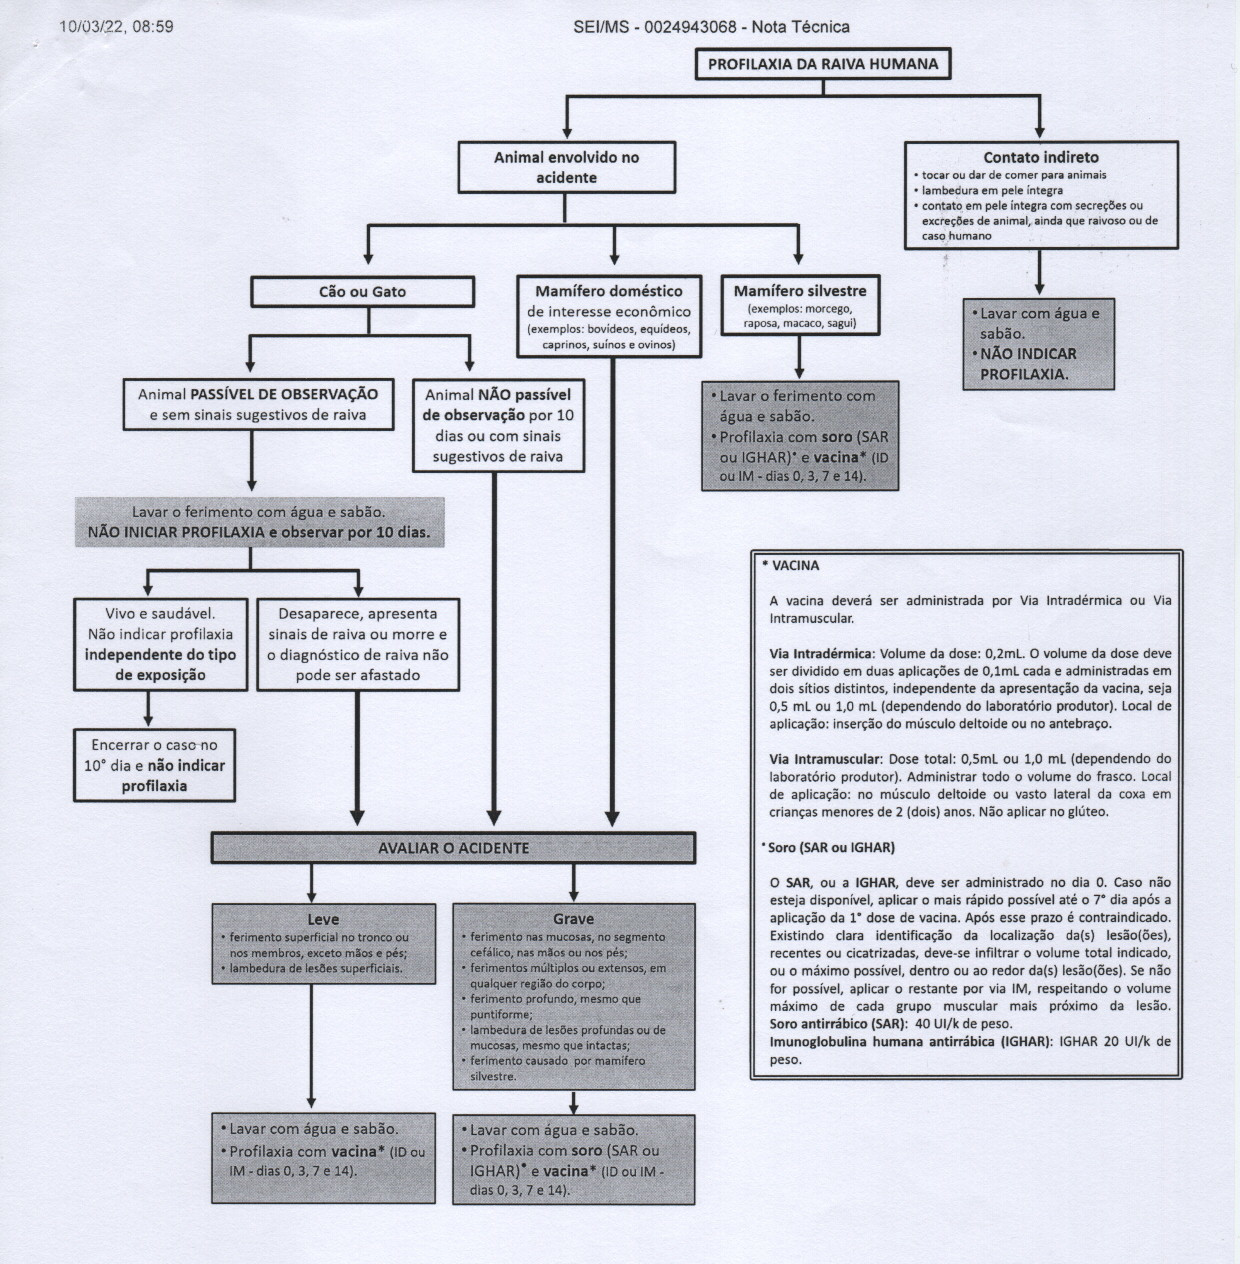 10/03/22, 08:59
SEI/MS - 0024943068 - Nota Técnica
PROFILAXIA DA RAIVA HUMANA
Animal envolvido no
acidente
Contato indireto
• tocar ou dar de comer para animais
• lambedura em pele íntegra
• contato em pele íntegra com secreções ou
excreções de animal, ainda que raivoso ou de
caso humano
Cão ou Gato
Mamífero doméstico
de interesse econômico
(exemplos: bovídeos, equídeos,
caprinos, suínos e ovinos)
Mamífero silvestre
(exemplos: morcego,
raposa, macaco, sagui)
• Lavar com água e
sabão.
• NÃO INDICAR
PROFILAXIA.
Animal PASSÍVEL DE OBSERVAÇÃO
e sem sinais sugestivos de raiva
Animal NÃO passível
de observação por 10
dias ou com sinais
sugestivos de raiva
• Lavar o ferimento com
água e sabão.
• Profilaxia com soro (SAR
ou IGHAR)• e vacina* (ID
ou IM - dias 0, 3, 7 e 14).
Lavar o ferimento com água e sabão.
NÃO INICIAR PROFILAXIA e observar por 10 dias.
Vivo e saudável.
Não indicar profilaxia
independente do tipo
de exposição
Desaparece, apresenta
sinais de raiva ou morre e
o diagnóstico de raiva não
pode ser afastado
Encerrar o caso no
10° dia e não indicar
profilaxia
AVALIAR O ACIDENTE
Leve
• ferimento superficial no tronco ou
nos membros, exceto mãos e pés;
• lambedura de lesões superficiais.
Grave
• ferimento nas mucosas, no segmento
cefálico, nas mãos ou nos pés;
• ferimentos múltiplos ou extensos, em
qualquer região do corpo;
• ferimento profundo, mesmo que
puntiforme;
• lambedura de lesões profundas ou de
mucosas, mesmo que intactas;
• ferimento causado por mamífero
silvestre.
• Lavar com água e sabão.
• Profilaxia com vacina* (ID ou
IM - dias 0, 3, 7 e 14).
• Lavar com água e sabão.
• Profilaxia com soro (SAR ou
IGHAR)• e vacina* (ID ou IM -
dias 0, 3, 7 e 14).
* VACINA
A vacina deverá ser administrada por Via Intradérmica ou Via
Intramuscular.
Via Intradérmica: Volume da dose: 0,2mL. O volume da dose deve
ser dividido em duas aplicações de 0,1mL cada e administradas em
dois sítios distintos, independente da apresentação da vacina, seja
0,5 mL ou 1,0 mL (dependendo do laboratório produtor). Local de
aplicação: inserção do músculo deltoide ou no antebraço.
Via Intramuscular: Dose total: 0,5mL ou 1,0 mL (dependendo do
laboratório produtor). Administrar todo o volume do frasco. Local
de aplicação: no músculo deltoide ou vasto lateral da coxa em
crianças menores de 2 (dois) anos. Não aplicar no glúteo.
• Soro (SAR ou IGHAR)
O SAR, ou a IGHAR, deve ser administrado no dia 0. Caso não
esteja disponível, aplicar o mais rápido possível até o 7° dia após a
aplicação da 1° dose de vacina. Após esse prazo é contraindicado.
Existindo clara identificação da localização da(s) lesão(ões),
recentes ou cicatrizadas, deve-se infiltrar o volume total indicado,
ou o máximo possível, dentro ou ao redor da(s) lesão(ões). Se não
for possível, aplicar o restante por via IM, respeitando o volume
máximo de cada grupo muscular mais próximo da lesão.
Soro antirrábico (SAR): 40 UI/k de peso.
Imunoglobulina humana antirrábica (IGHAR): IGHAR 20 UI/k de
peso.